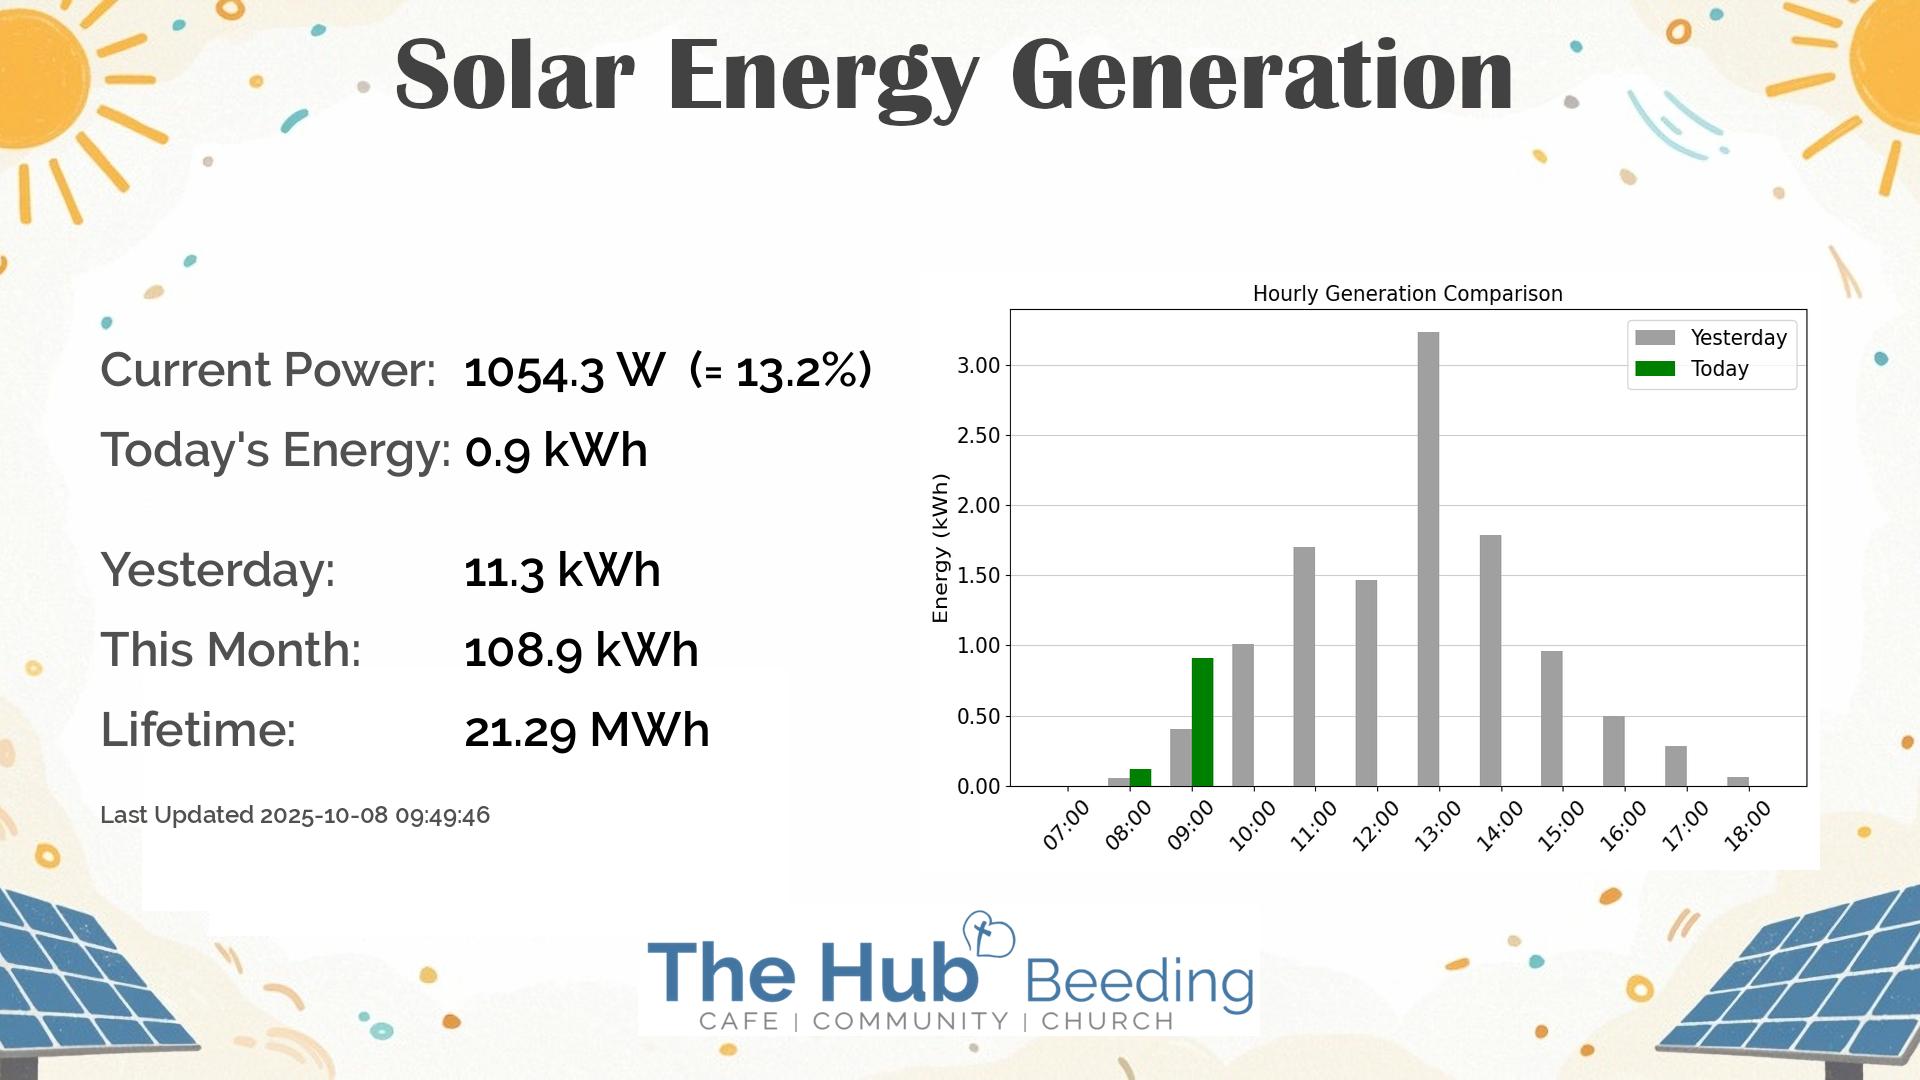 Solar Energy Generation
Current Power: 1054.3 W (= 13.2%)
Today's Energy: 0.9 kWh
Yesterday: 11.3 kWh
This Month: 108.9 kWh
Lifetime: 21.29 MWh
Last Updated 2025-10-08 09:49:46
Hourly Generation Comparison
Yesterday
Today
Energy (kWh)
3.00
2.50
2.00
1.50
1.00
0.50
0.00
07:00 08:00 09:00 10:00 11:00 12:00 13:00 14:00 15:00 16:00 17:00 18:00
The Hub Beeding
CAFE | COMMUNITY | CHURCH